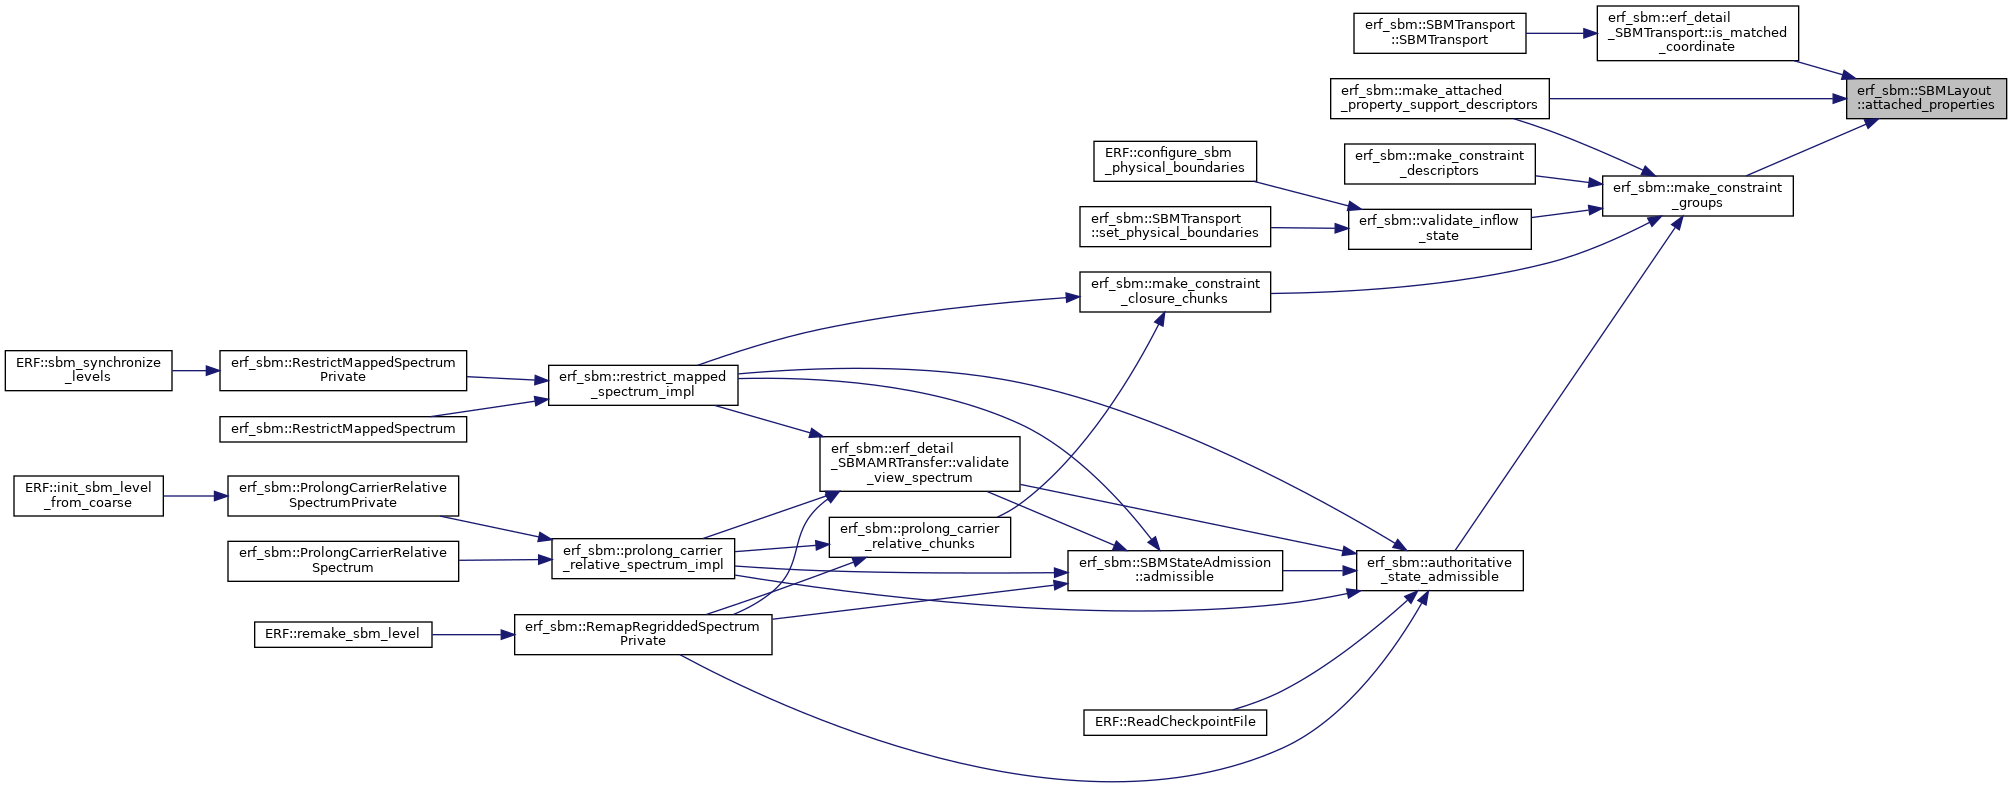 erf_sbm::SBMTransport
::SBMTransport
erf_sbm::erf_detail
_SBMTransport::is_matched
_coordinate
erf_sbm::make_attached
_property_support_descriptors
erf_sbm::SBMLayout
::attached_properties
ERF::configure_sbm
_physical_boundaries
erf_sbm::make_constraint
_descriptors
erf_sbm::make_constraint
_groups
erf_sbm::SBMTransport
::set_physical_boundaries
erf_sbm::validate_inflow
_state
erf_sbm::make_constraint
_closure_chunks
ERF::sbm_synchronize
_levels
erf_sbm::RestrictMappedSpectrum
Private
erf_sbm::restrict_mapped
_spectrum_impl
erf_sbm::RestrictMappedSpectrum
erf_sbm::erf_detail
_SBMAMRTransfer::validate
_view_spectrum
ERF::init_sbm_level
_from_coarse
erf_sbm::ProlongCarrierRelative
SpectrumPrivate
erf_sbm::prolong_carrier
_relative_chunks
erf_sbm::ProlongCarrierRelative
Spectrum
erf_sbm::prolong_carrier
_relative_spectrum_impl
erf_sbm::SBMStateAdmission
::admissible
erf_sbm::authoritative
_state_admissible
ERF::remake_sbm_level
erf_sbm::RemapRegriddedSpectrum
Private
ERF::ReadCheckpointFile